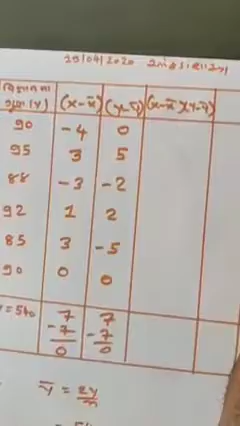 29/04/2020
(x-x̄) (y-ȳ) (x-x̄)(y-ȳ)
90 -4 0
95 3 5
88 -3 -2
92 1 2
85 3 -5
90 0 0
= 540 7 7
-7 -7
0 0
ȳ = Σy/n